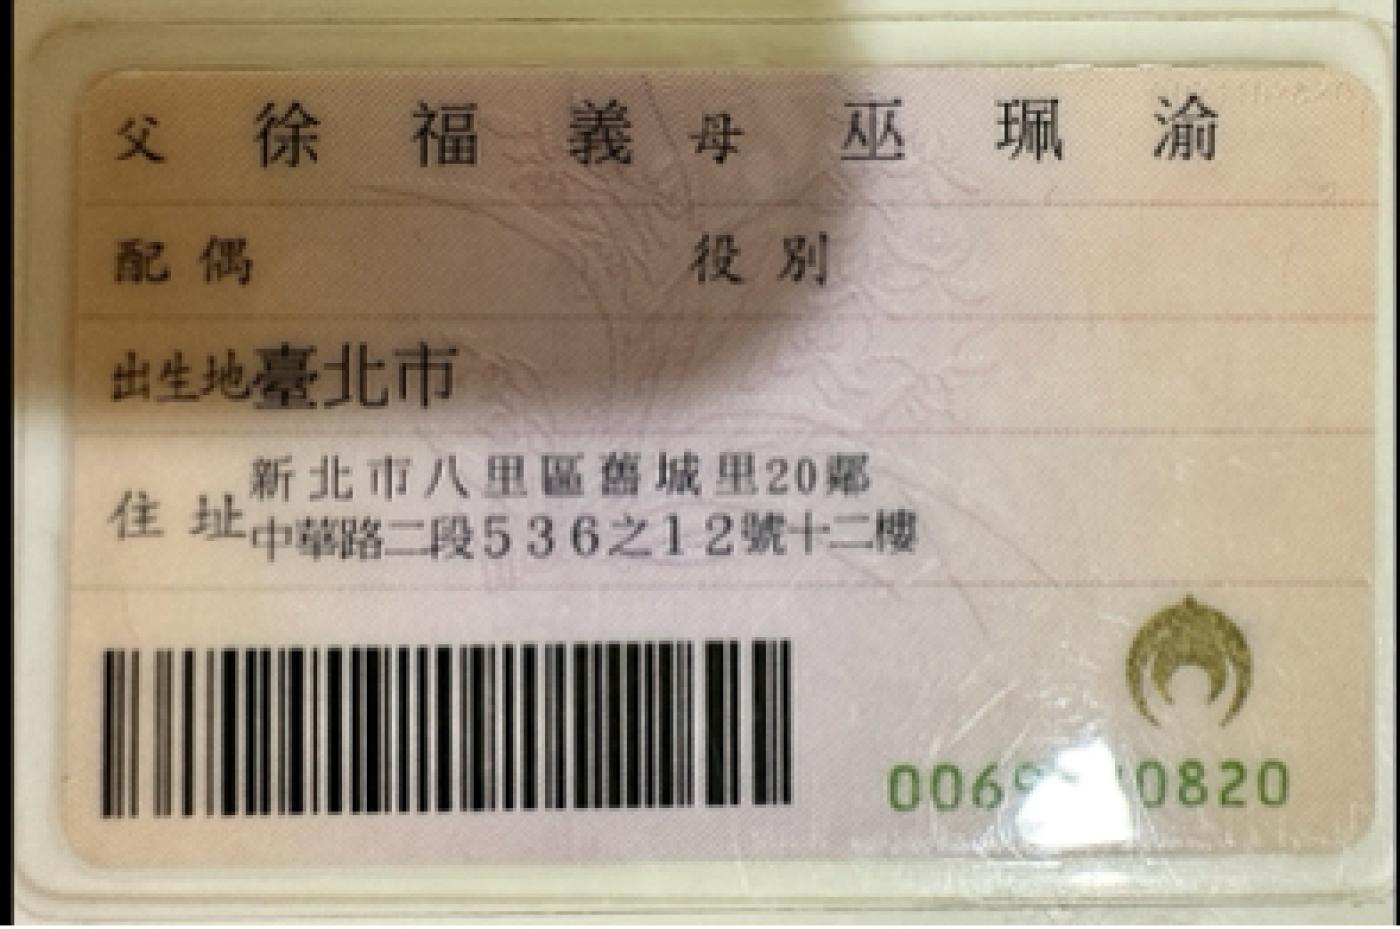 父 徐福義 母 巫珮渝
配偶 役別
出生地 臺北市
住址 新北市八里區舊城里20鄰
中華路二段536之12號十二樓